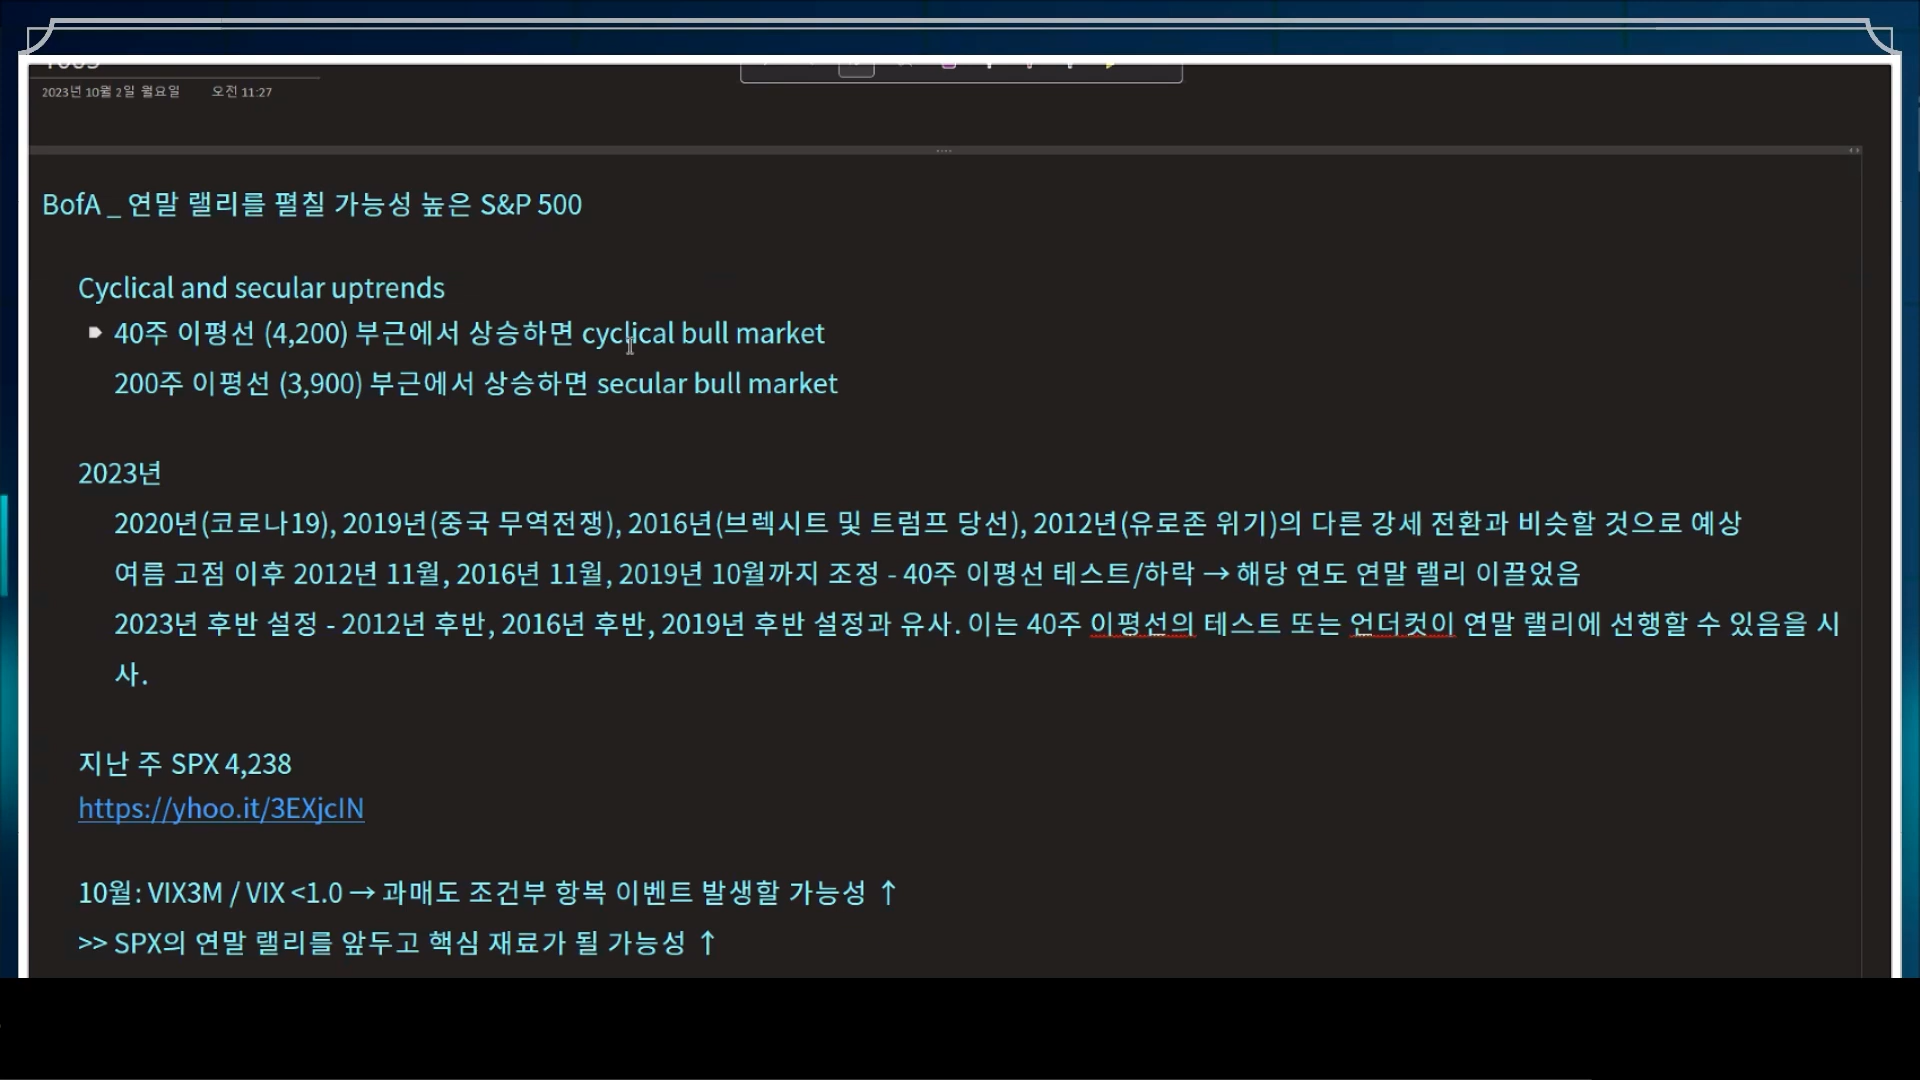 2023년 10월 2일 월요일 오전 11:27
BofA _ 연말 랠리를 펼칠 가능성 높은 S&P 500
Cyclical and secular uptrends
40주 이평선 (4,200) 부근에서 상승하면 cyclical bull market
200주 이평선 (3,900) 부근에서 상승하면 secular bull market
2023년
2020년(코로나19), 2019년(중국 무역전쟁), 2016년(브렉시트 및 트럼프 당선), 2012년(유로존 위기)의 다른 강세 전환과 비슷할 것으로 예상
여름 고점 이후 2012년 11월, 2016년 11월, 2019년 10월까지 조정 - 40주 이평선 테스트/하락 → 해당 연도 연말 랠리 이끌었음
2023년 후반 설정 - 2012년 후반, 2016년 후반, 2019년 후반 설정과 유사. 이는 40주 이평선의 테스트 또는 언더컷이 연말 랠리에 선행할 수 있음을 시
사.
지난 주 SPX 4,238
https://yhoo.it/3EXjcIN
10월: VIX3M / VIX <1.0 → 과매도 조건부 항복 이벤트 발생할 가능성 ↑
>> SPX의 연말 랠리를 앞두고 핵심 재료가 될 가능성 ↑